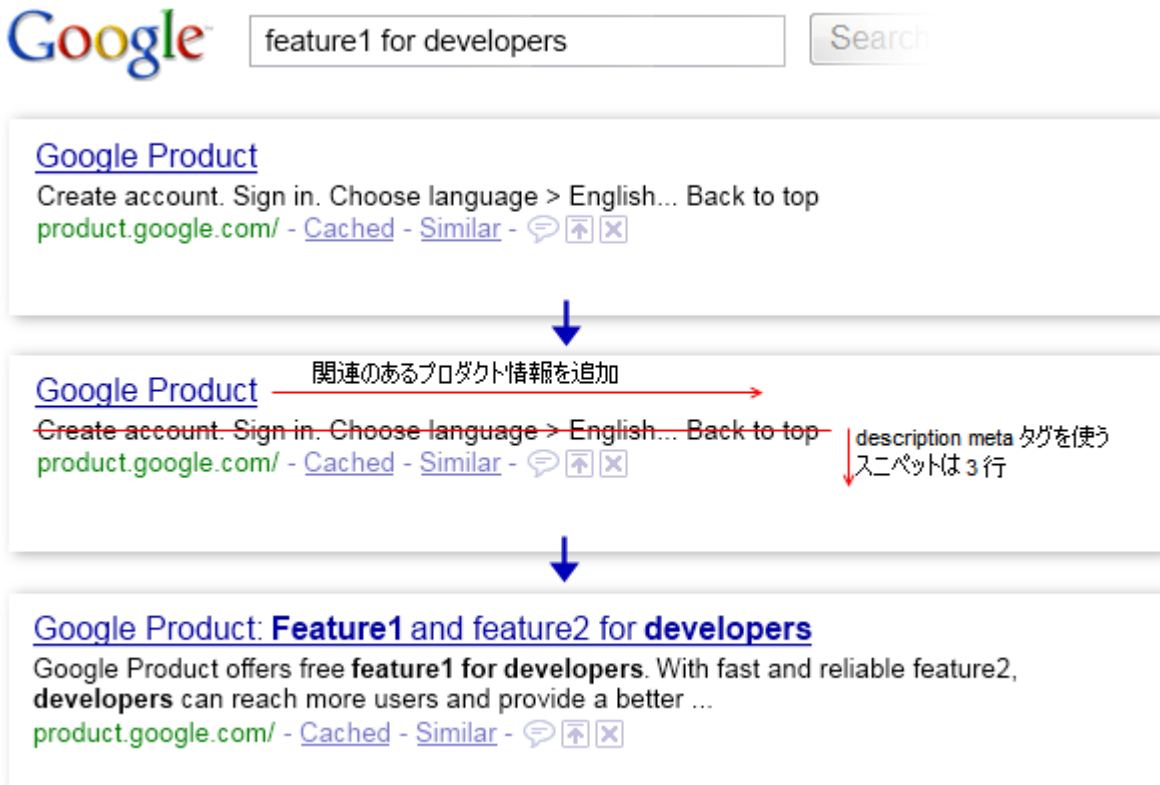 Google™ feature1 for developers Search
Google Product
Create account. Sign in. Choose language > English... Back to top
product.google.com/ - Cached - Similar -
関連のあるプロダクト情報を追加
Google Product
Create account. Sign in. Choose language > English... Back to top
description meta タグを使う
product.google.com/ - Cached - Similar -
スニペットは 3 行
Google Product: Feature1 and feature2 for developers
Google Product offers free feature1 for developers. With fast and reliable feature2,
developers can reach more users and provide a better ...
product.google.com/ - Cached - Similar -